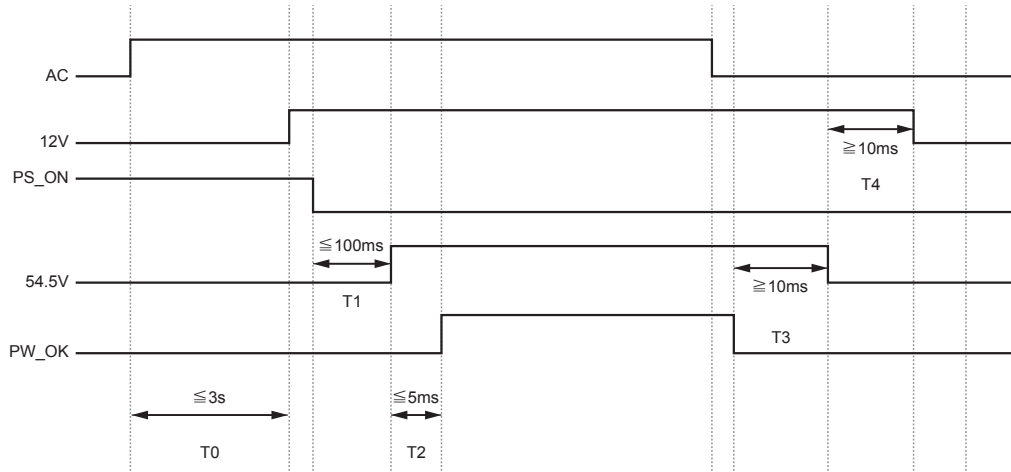 AC
12V
≧10ms
T4
PS_ON
≦100ms
54.5V
T1
≧10ms
T3
PW_OK
≦3s
≦5ms
T0
T2